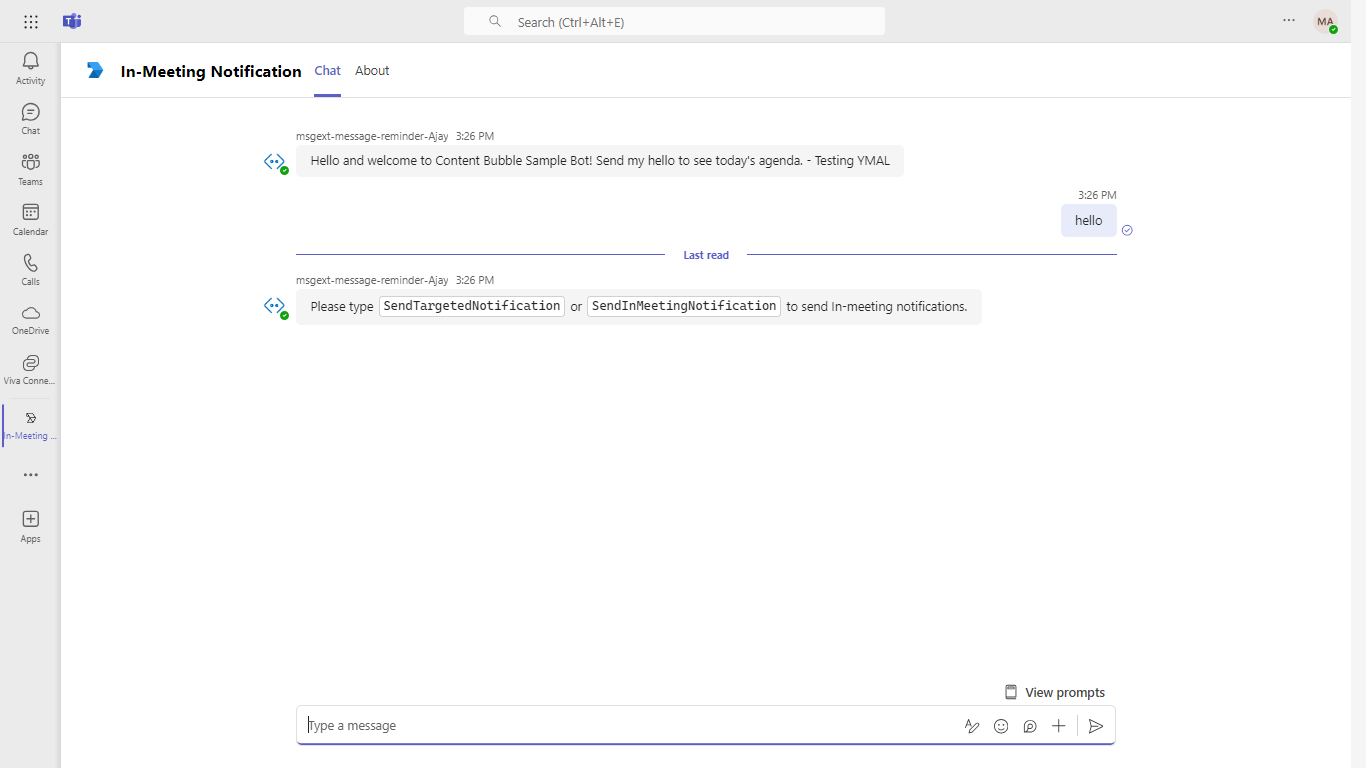 Search (Ctrl+Alt+E)
MA
Activity
Chat
Teams
Calendar
Calls
OneDrive
Viva Conne...
In-Meeting ...
Apps
In-Meeting Notification Chat About
msgext-message-reminder-Ajay 3:26 PM
Hello and welcome to Content Bubble Sample Bot! Send my hello to see today's agenda. - Testing YMAL
3:26 PM
hello
Last read
msgext-message-reminder-Ajay 3:26 PM
Please type SendTargetedNotification or SendInMeetingNotification to send In-meeting notifications.
View prompts
Type a message